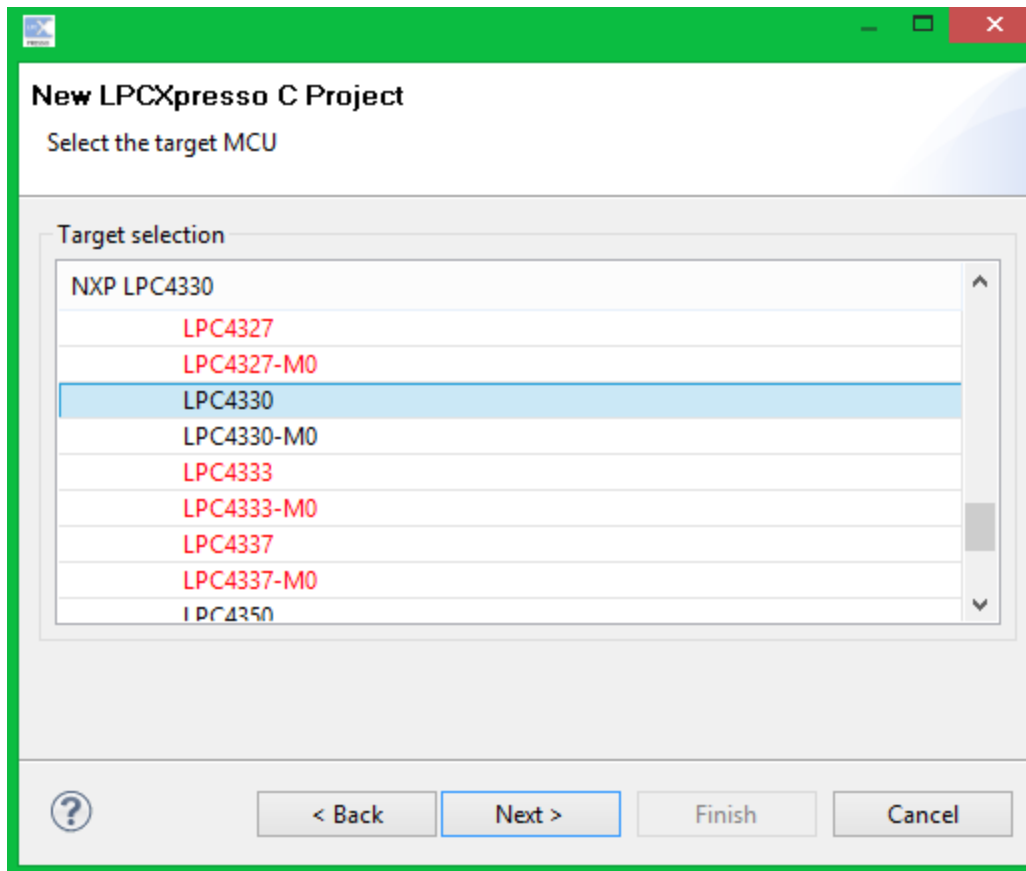 New LPCXpresso C Project
Select the target MCU
Target selection
NXP LPC4330
LPC4327
LPC4327-M0
LPC4330
LPC4330-M0
LPC4333
LPC4333-M0
LPC4337
LPC4337-M0
LPC4350
?
< Back Next > Finish Cancel